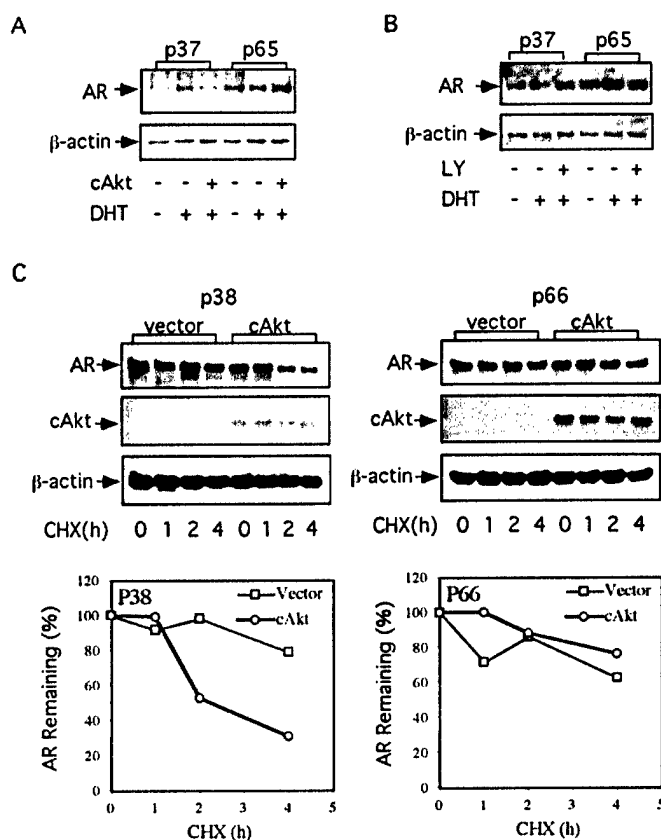 A
p37 p65
AR
β-actin
cAkt - - + - - +
DHT - + + - + +
B
p37 p65
AR
β-actin
LY - - + - - +
DHT - + + - + +
C
p38
vector cAkt
AR
cAkt
β-actin
CHX(h) 0 1 2 4 0 1 2 4
p66
vector cAkt
AR
cAkt
β-actin
CHX(h) 0 1 2 4 0 1 2 4
P38
Vector
cAkt
AR Remaining (%)
120
100
80
60
40
20
0
0 1 2 3 4 5
CHX (h)
P66
Vector
cAkt
AR Remaining (%)
120
100
80
60
40
20
0
0 1 2 3 4 5
CHX (h)